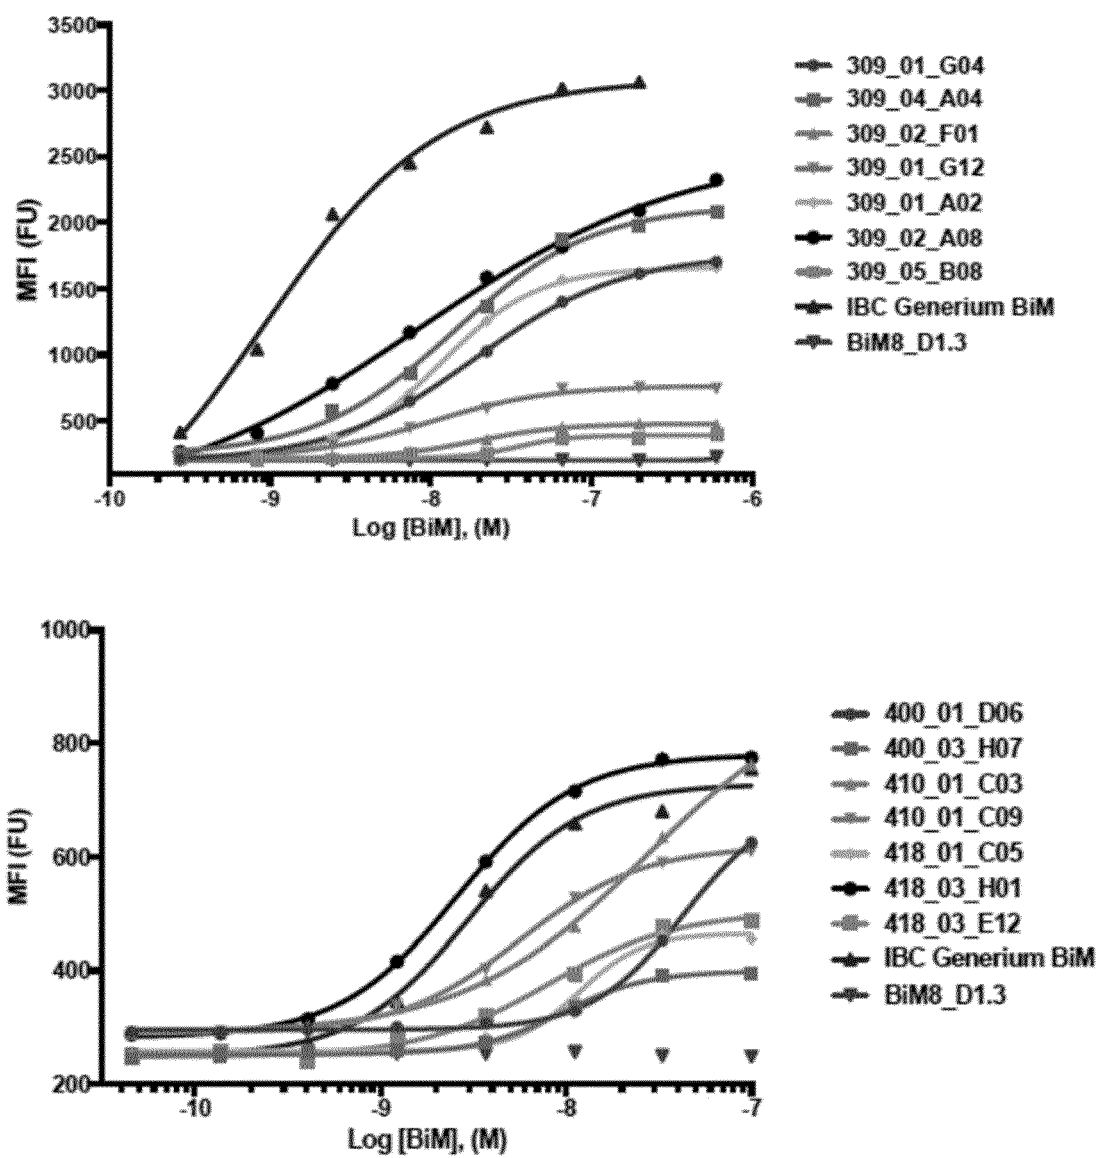 3500
3000
2500
2000
1500
1000
500
MFI (FU)
-10
-9
-8
-7
-6
Log [BiM], (M)
309_01_G04
309_04_A04
309_02_F01
309_01_G12
309_01_A02
309_02_A08
309_05_B08
IBC Generium BiM
BiM8_D1.3
1000
800
600
400
200
MFI (FU)
-10
-9
-8
-7
Log [BiM], (M)
400_01_D06
400_03_H07
410_01_C03
410_01_C09
418_01_C05
418_03_H01
418_03_E12
IBC Generium BiM
BiM8_D1.3